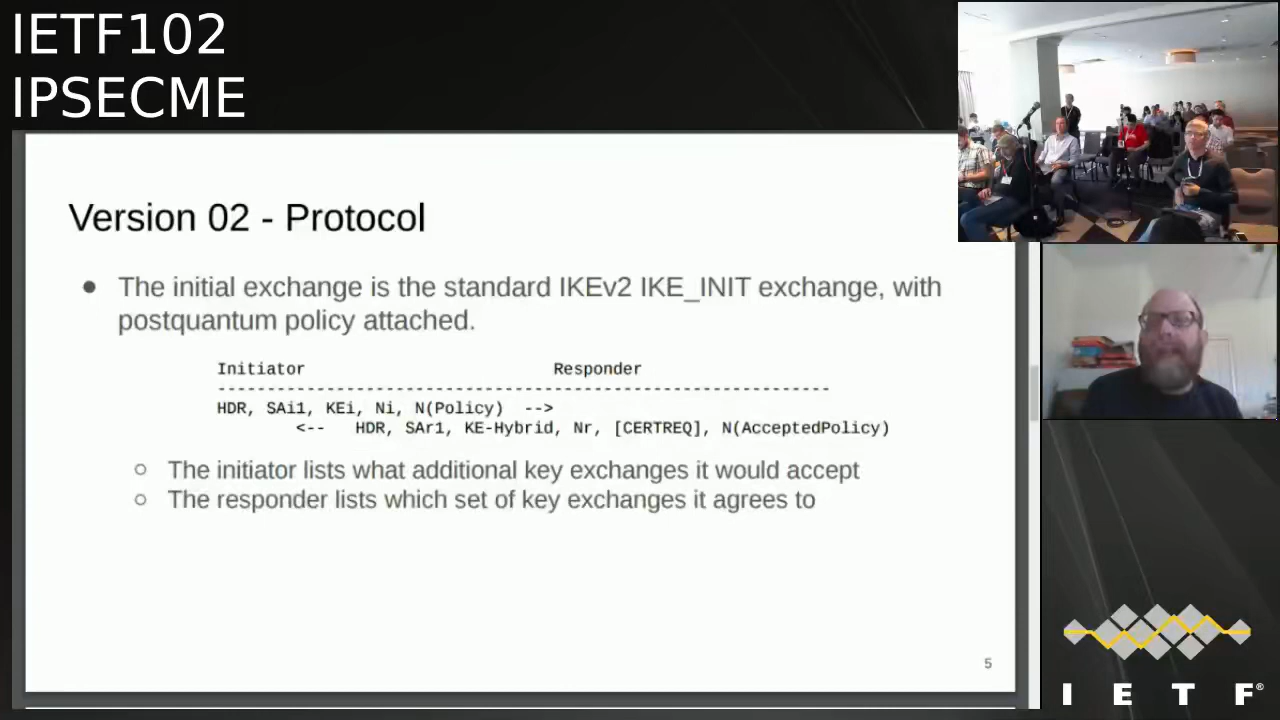 IETF102
IPSECME
Version 02 - Protocol
● The initial exchange is the standard IKEv2 IKE_INIT exchange, with
postquantum policy attached.
Initiator Responder
--------------------------------------------------------------
HDR, SAi1, KEi, Ni, N(Policy) -->
<-- HDR, SAr1, KE-Hybrid, Nr, [CERTREQ], N(AcceptedPolicy)
○ The initiator lists what additional key exchanges it would accept
○ The responder lists which set of key exchanges it agrees to
5
I E T F®